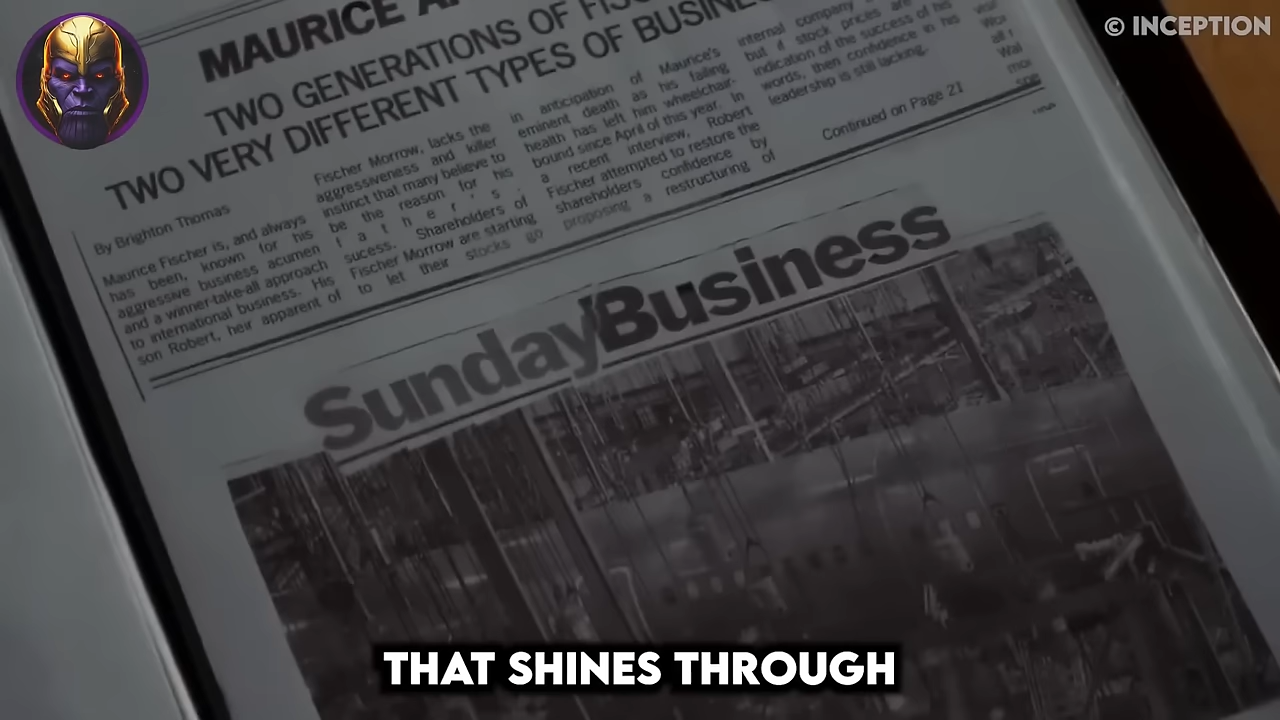 © INCEPTION
MAURICE
TWO GENERATIONS OF
TWO VERY DIFFERENT TYPES OF
By Brighton Thomas
Maurice Fischer is, and always
has been, known for his
aggressive business acumen
and a winner-take-all approach
to international business. His
son Robert, heir apparent of
Fischer Morrow, lacks the
aggressiveness and killer
instinct that many believe to
be the reason for his
father's
sucess. Shareholders of
Fischer Morrow are starting
to let their stocks go
in anticipation of Maurice's
eminent death as his failing
health has left him wheelchair-
bound since April of this year. In
a recent interview, Robert
Fischer attempted to restore the
shareholders confidence by
proposing a restructuring of
internal company
but if stock prices are
indication of the success of his
words, then confidence in his
leadership is still lacking.
Continued on Page 21
Sunday Business
THAT SHINES THROUGH